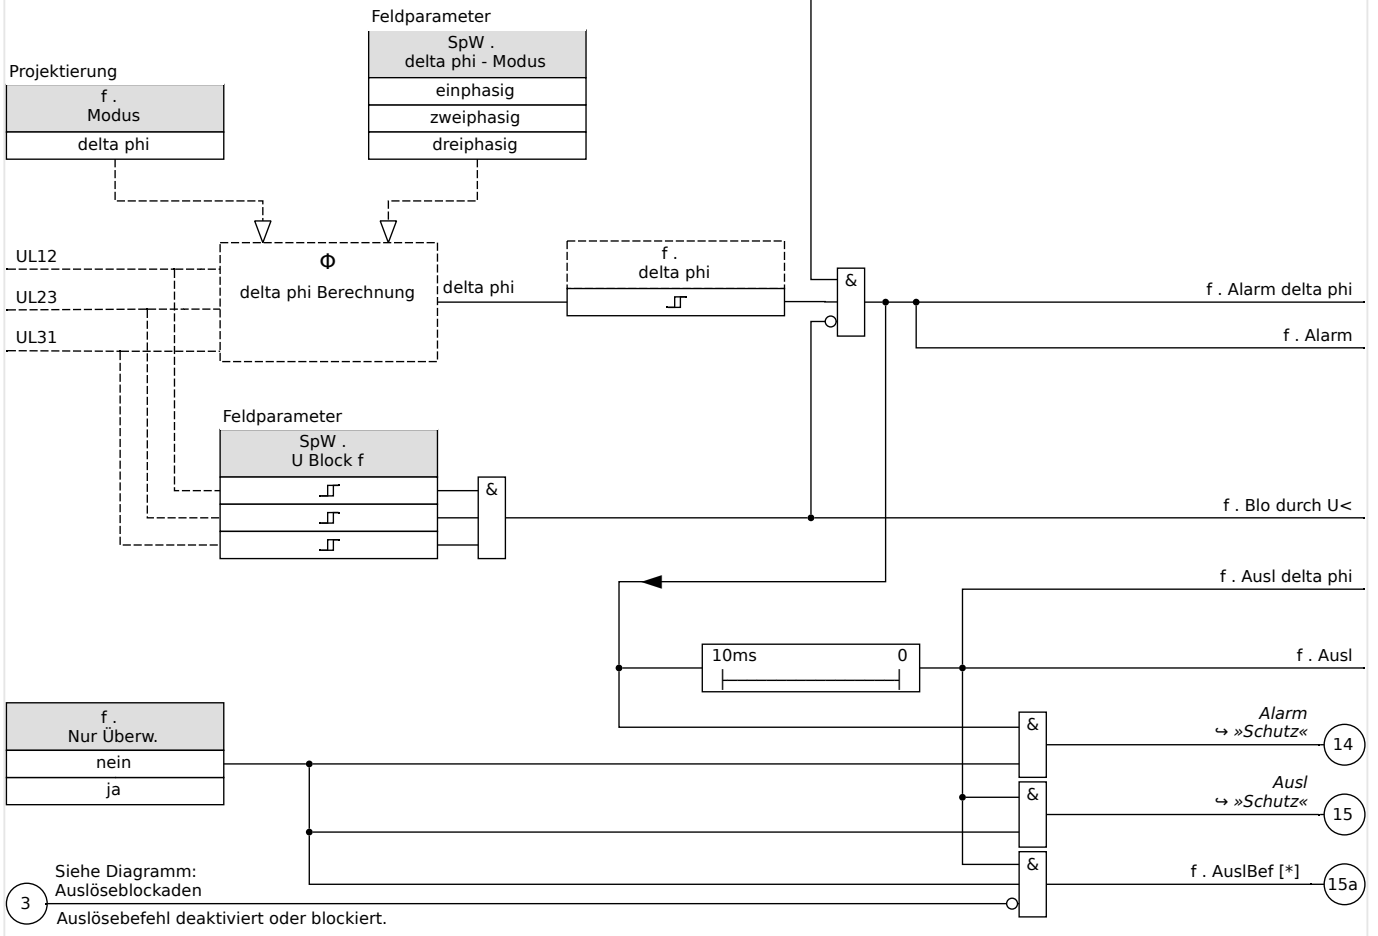 Feldparameter
SpW .
delta phi - Modus
einphasig
zweiphasig
dreiphasig
Projektierung
f .
Modus
delta phi
UL12
UL23
UL31
Φ
delta phi Berechnung
delta phi
f .
delta phi
&
f . Alarm delta phi
f . Alarm
Feldparameter
SpW .
U Block f
&
f . Blo durch U<
f . Ausl delta phi
10ms 0
f . Ausl
f .
Nur Überw.
nein
ja
&
Alarm
↪ »Schutz«
14
&
Ausl
↪ »Schutz«
15
&
f . AuslBef [*]
15a
Siehe Diagramm:
Auslöseblockaden
3
Auslösebefehl deaktiviert oder blockiert.